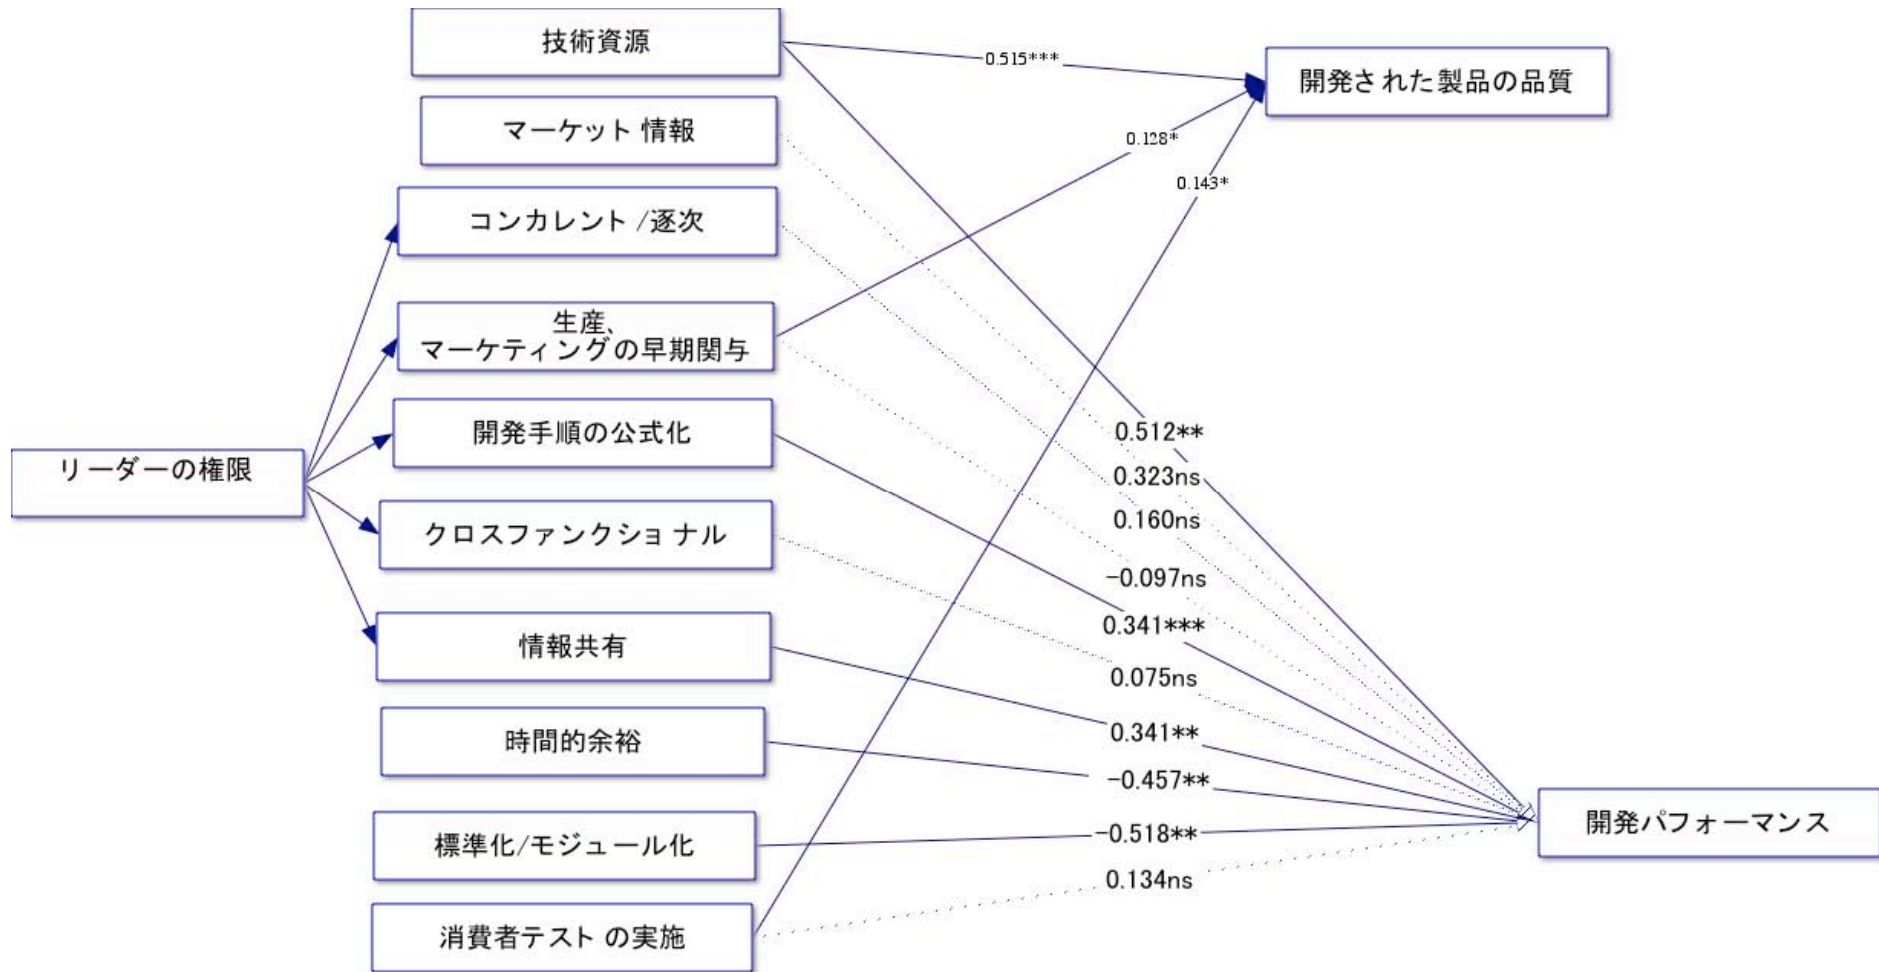 技術資源
0.515***
開発された製品の品質
マーケット情報
0.128*
0.143*
コンカレント/逐次
生産、
マーケティングの早期関与
開発手順の公式化
リーダーの権限
クロスファンクショナル
情報共有
時間的余裕
標準化/モジュール化
消費者テストの実施
0.512**
0.323ns
0.160ns
-0.097ns
0.341***
0.075ns
0.341**
-0.457**
-0.518**
0.134ns
開発パフォーマンス